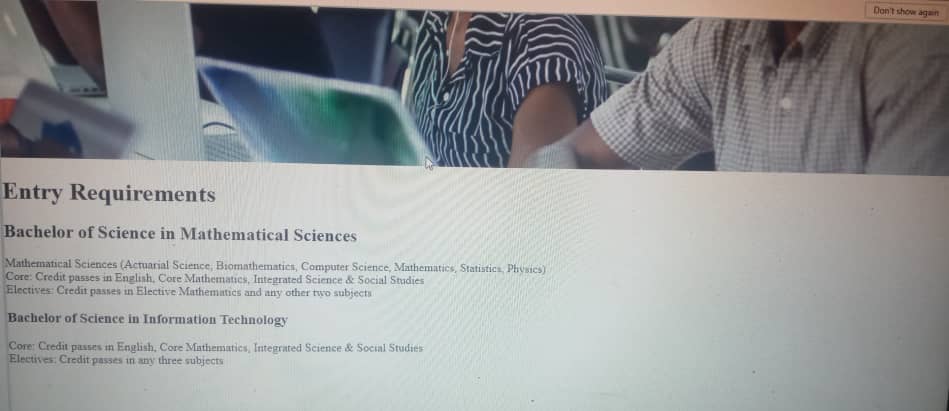 Don't show again
Entry Requirements
Bachelor of Science in Mathematical Sciences
Mathematical Sciences (Actuarial Science, Biomathematics, Computer Science, Mathematics, Statistics, Physics)
Core: Credit passes in English, Core Mathematics, Integrated Science & Social Studies
Electives: Credit passes in Elective Mathematics and any other two subjects
Bachelor of Science in Information Technology
Core: Credit passes in English, Core Mathematics, Integrated Science & Social Studies
Electives: Credit passes in any three subjects